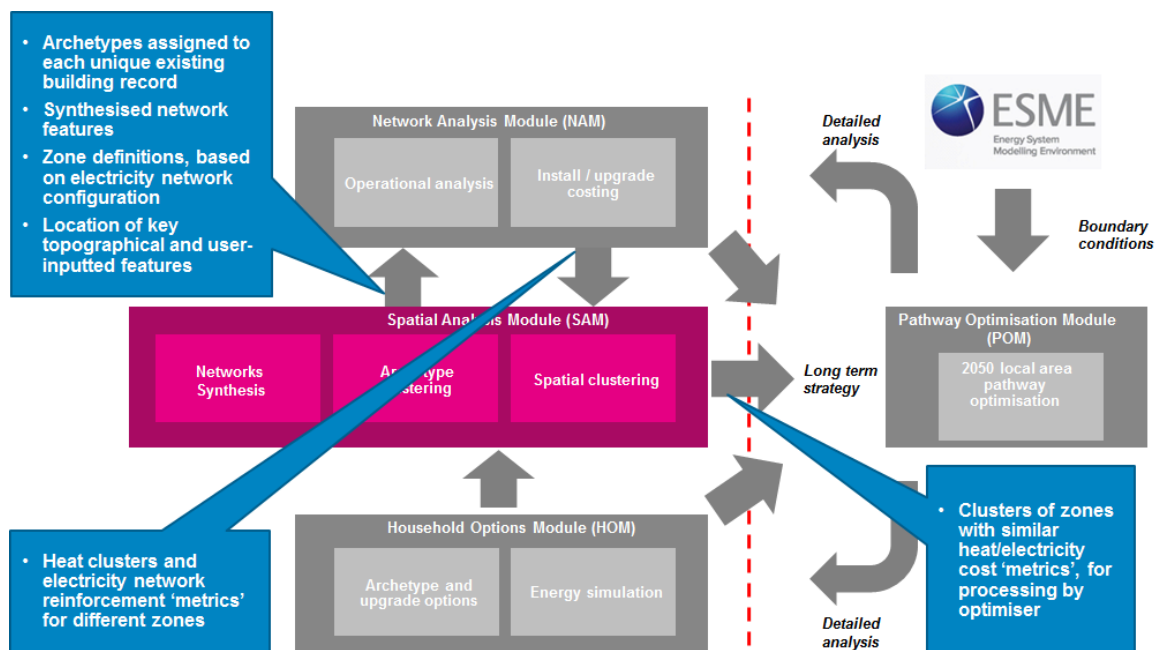 • Archetypes assigned to
each unique existing
building record
• Synthesised network
features
• Zone definitions, based
on electricity network
configuration
• Location of key
topographical and user-
inputted features
Network Analysis Module (NAM)
Operational analysis
Install / upgrade
costing
Detailed
analysis
ESME
Energy System
Modelling Environment
Boundary
conditions
Spatial Analysis Module (SAM)
Networks
Synthesis
Spatial clustering
Long term
strategy
Pathway Optimisation Module
(POM)
2050 local area
pathway
optimisation
Household Options Module (HOM)
Archetype and
upgrade options
Energy simulation
Detailed
analysis
• Heat clusters and
electricity network
reinforcement ‘metrics’
for different zones
• Clusters of zones
with similar
heat/electricity
cost ‘metrics’, for
processing by
optimiser